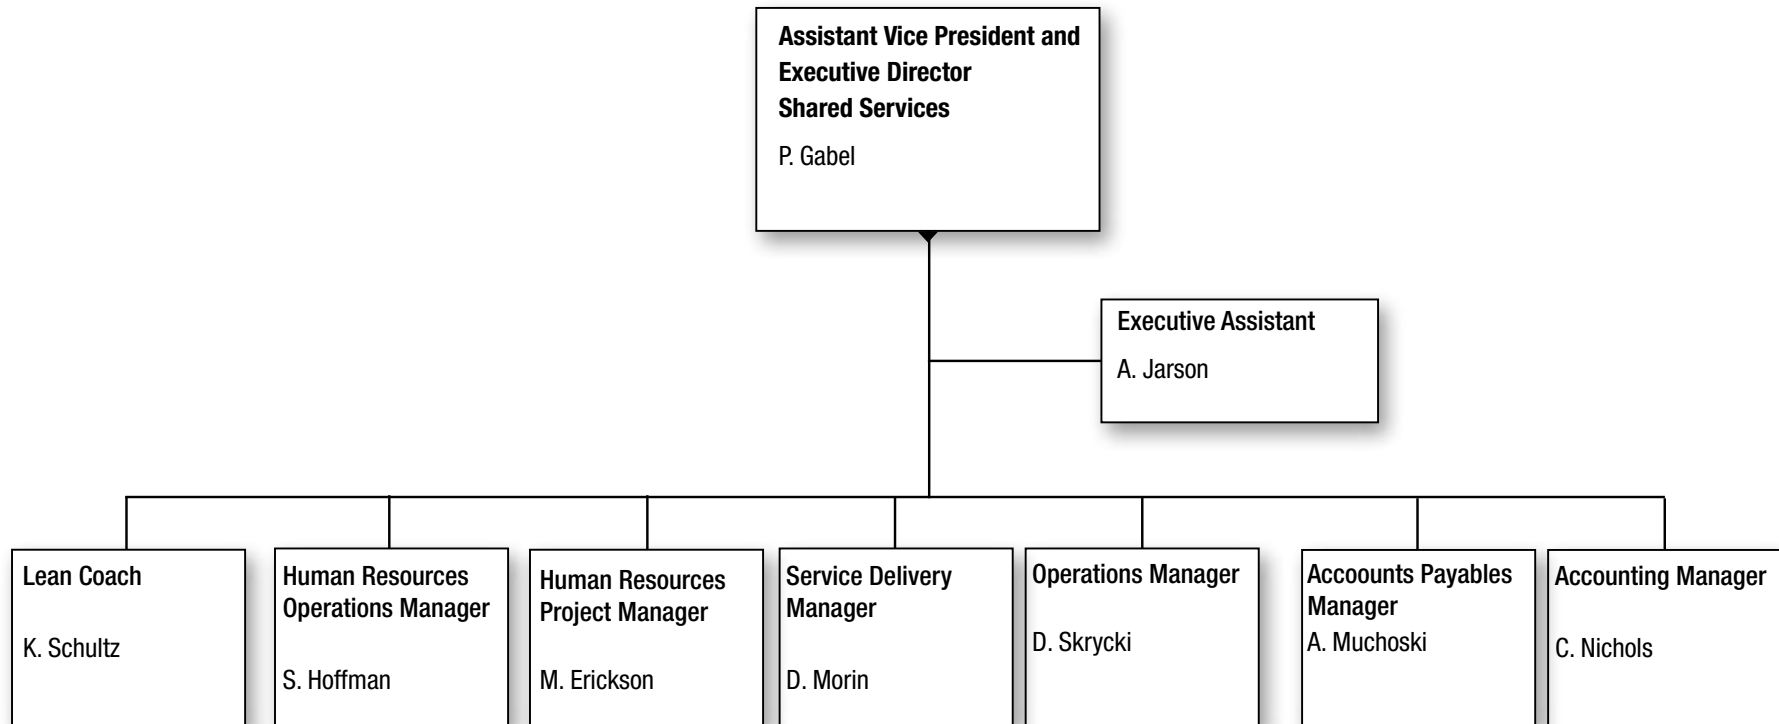 Assistant Vice President and
Executive Director
Shared Services
P. Gabel
Executive Assistant
A. Jarson
Lean Coach
K. Schultz
Human Resources
Operations Manager
S. Hoffman
Human Resources
Project Manager
M. Erickson
Service Delivery
Manager
D. Morin
Operations Manager
D. Skrycki
Accoounts Payables
Manager
A. Muchoski
Accounting Manager
C. Nichols